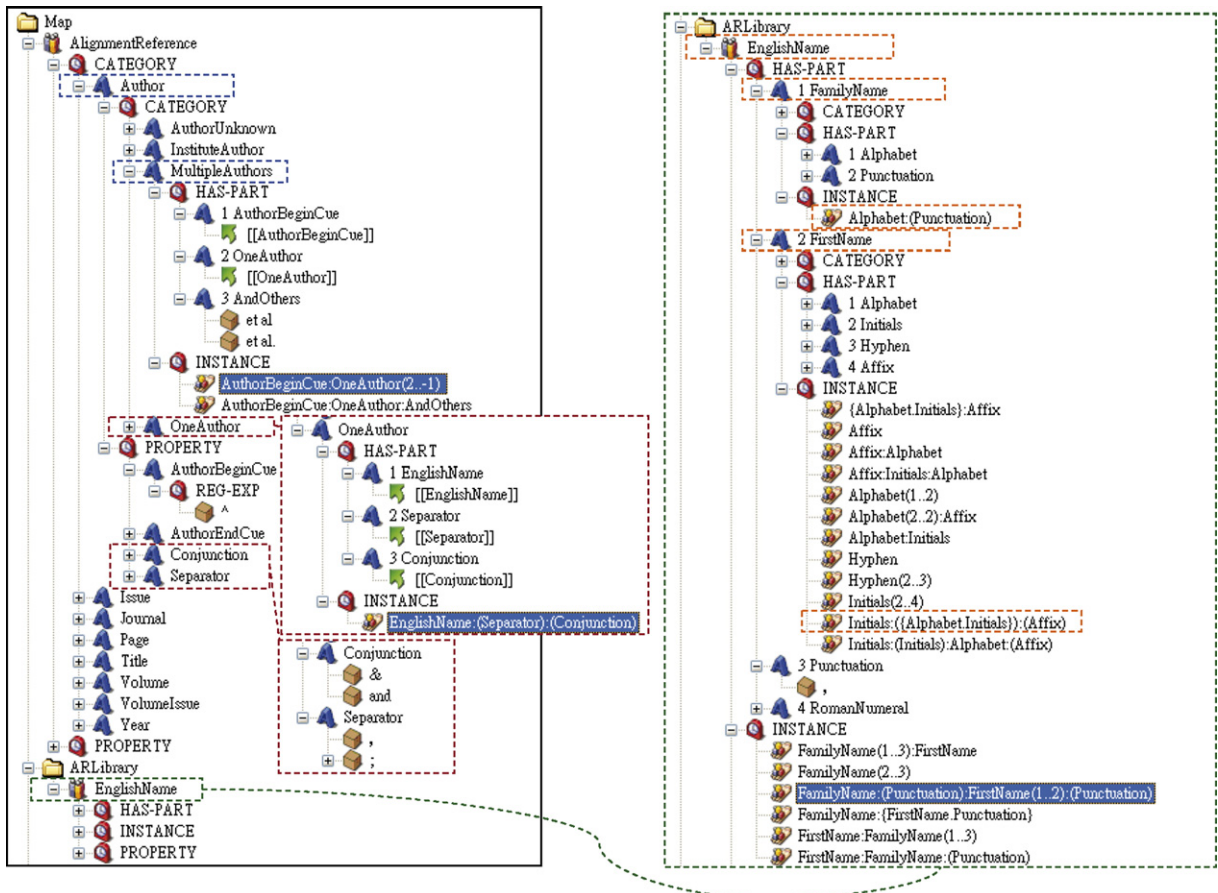 Map
AlignmentReference
CATEGORY
Author
CATEGORY
AuthorUnknown
InstituteAuthor
MultipleAuthors
HAS-PART
1 AuthorBeginCue
[[AuthorBeginCue]]
2 OneAuthor
[[OneAuthor]]
3 AndOthers
et al
et al.
INSTANCE
AuthorBeginCue:OneAuthor(2..-1)
AuthorBeginCue:OneAuthor:AndOthers
OneAuthor
PROPERTY
AuthorBeginCue
REG-EXP
^
AuthorEndCue
Conjunction
Separator
Issue
Journal
Page
Title
Volume
VolumeIssue
Year
PROPERTY
ARLibrary
EnglishName
HAS-PART
INSTANCE
PROPERTY
OneAuthor
HAS-PART
1 EnglishName
[[EnglishName]]
2 Separator
[[Separator]]
3 Conjunction
[[Conjunction]]
INSTANCE
EnglishName:(Separator):(Conjunction)
Conjunction
&
and
Separator
,
;
ARLibrary
EnglishName
HAS-PART
1 FamilyName
CATEGORY
HAS-PART
1 Alphabet
2 Punctuation
INSTANCE
Alphabet:(Punctuation)
2 FirstName
CATEGORY
HAS-PART
1 Alphabet
2 Initials
3 Hyphen
4 Affix
INSTANCE
{Alphabet.Initials}:Affix
Affix
Affix:Alphabet
Affix:Initials:Alphabet
Alphabet(1..2)
Alphabet(2..2):Affix
Alphabet:Initials
Hyphen
Hyphen(2..3)
Initials(2..4)
Initials:({Alphabet.Initials}):(Affix)
Initials:(Initials):Alphabet:(Affix)
3 Punctuation
,
4 RomanNumeral
INSTANCE
FamilyName(1..3):FirstName
FamilyName(2..3)
FamilyName:(Punctuation):FirstName(1..2):(Punctuation)
FamilyName:{FirstName.Punctuation}
FirstName:FamilyName(1..3)
FirstName:FamilyName:(Punctuation)